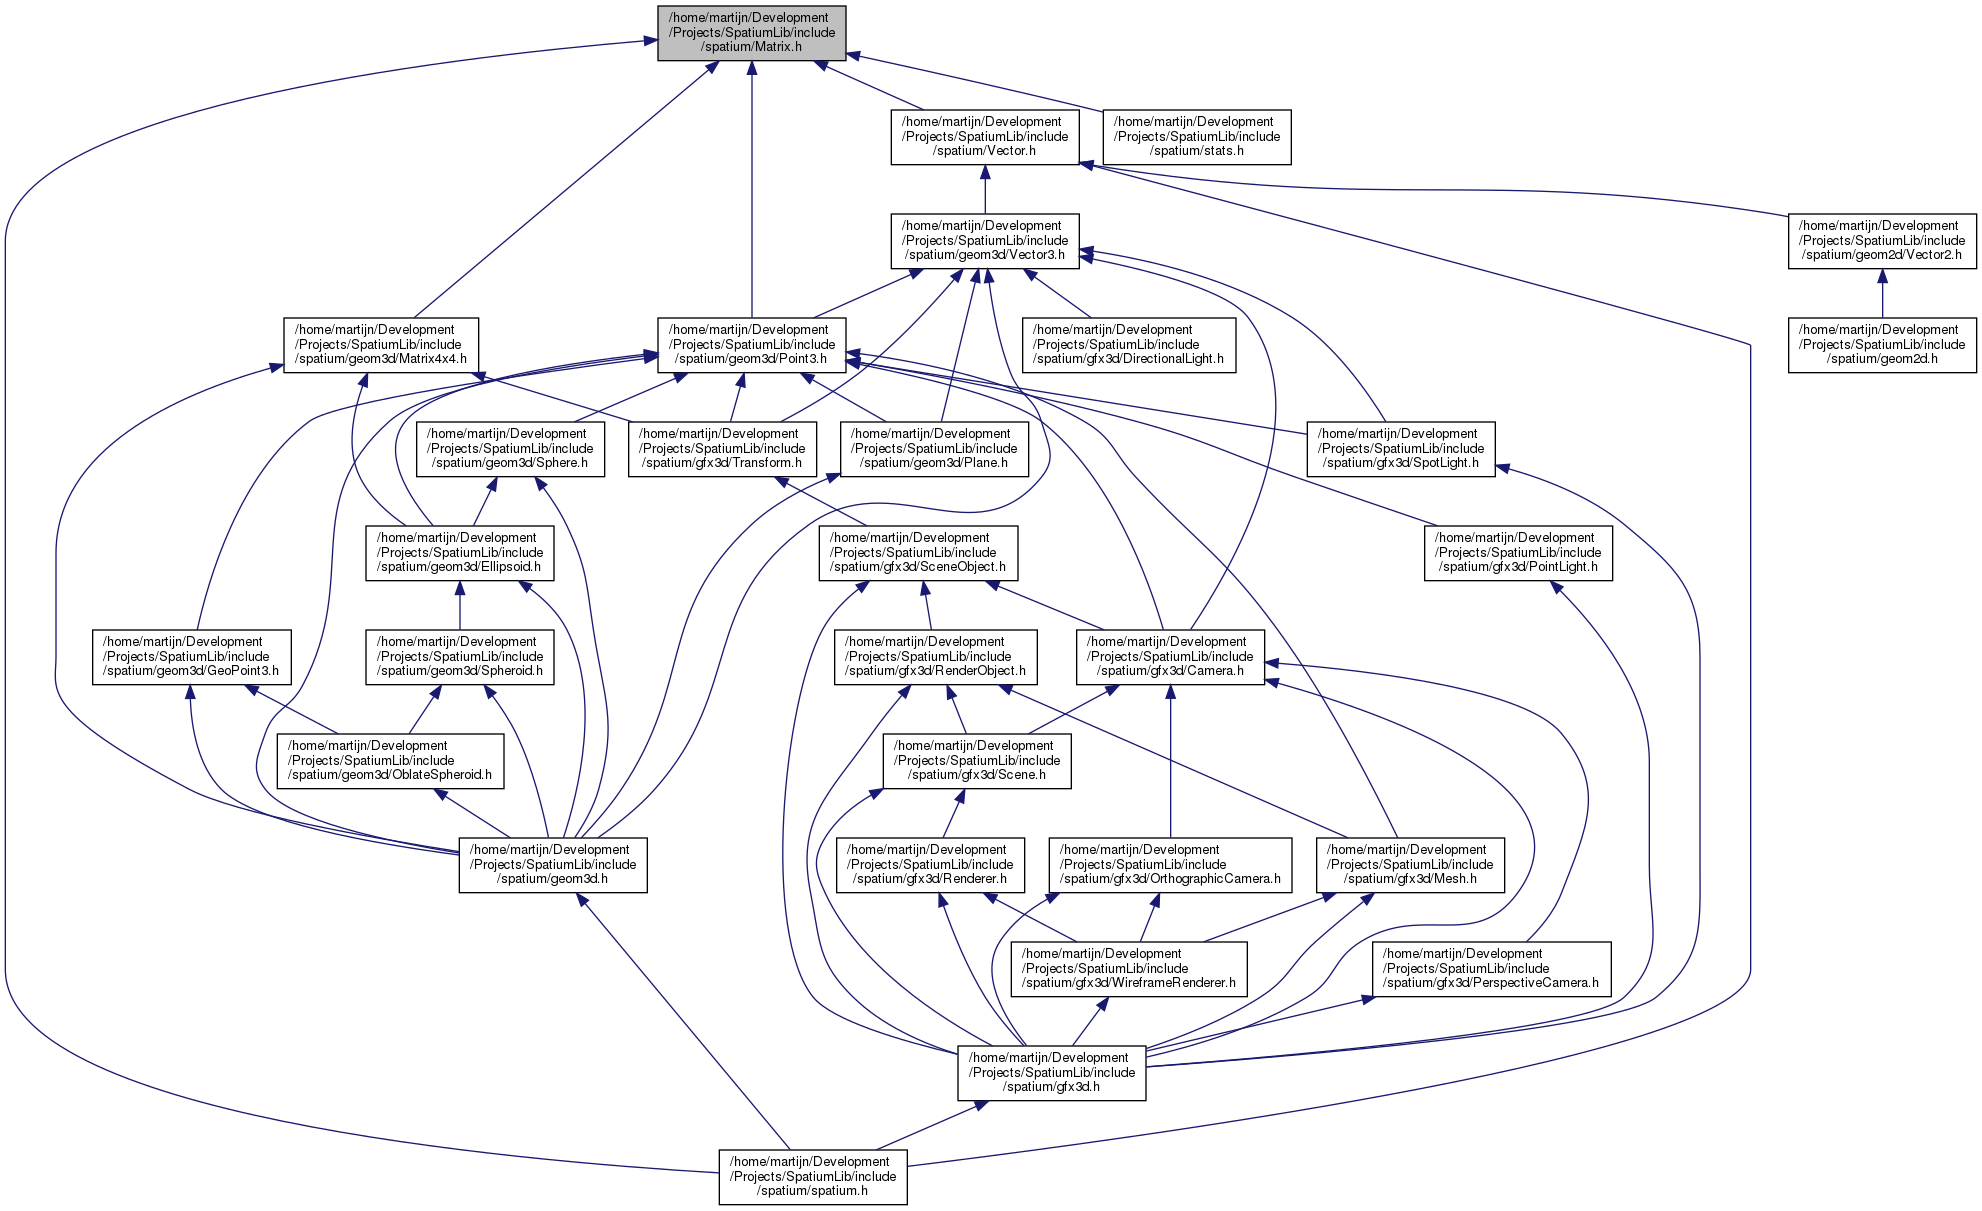 /home/martijn/Development
/Projects/SpatiumLib/include
/spatium/Matrix.h
/home/martijn/Development
/Projects/SpatiumLib/include
/spatium/Vector.h
/home/martijn/Development
/Projects/SpatiumLib/include
/spatium/stats.h
/home/martijn/Development
/Projects/SpatiumLib/include
/spatium/geom3d/Vector3.h
/home/martijn/Development
/Projects/SpatiumLib/include
/spatium/geom2d/Vector2.h
/home/martijn/Development
/Projects/SpatiumLib/include
/spatium/geom3d/Matrix4x4.h
/home/martijn/Development
/Projects/SpatiumLib/include
/spatium/geom3d/Point3.h
/home/martijn/Development
/Projects/SpatiumLib/include
/spatium/gfx3d/DirectionalLight.h
/home/martijn/Development
/Projects/SpatiumLib/include
/spatium/geom2d.h
/home/martijn/Development
/Projects/SpatiumLib/include
/spatium/geom3d/Sphere.h
/home/martijn/Development
/Projects/SpatiumLib/include
/spatium/gfx3d/Transform.h
/home/martijn/Development
/Projects/SpatiumLib/include
/spatium/geom3d/Plane.h
/home/martijn/Development
/Projects/SpatiumLib/include
/spatium/gfx3d/SpotLight.h
/home/martijn/Development
/Projects/SpatiumLib/include
/spatium/geom3d/Ellipsoid.h
/home/martijn/Development
/Projects/SpatiumLib/include
/spatium/gfx3d/SceneObject.h
/home/martijn/Development
/Projects/SpatiumLib/include
/spatium/gfx3d/PointLight.h
/home/martijn/Development
/Projects/SpatiumLib/include
/spatium/geom3d/GeoPoint3.h
/home/martijn/Development
/Projects/SpatiumLib/include
/spatium/geom3d/Spheroid.h
/home/martijn/Development
/Projects/SpatiumLib/include
/spatium/gfx3d/RenderObject.h
/home/martijn/Development
/Projects/SpatiumLib/include
/spatium/gfx3d/Camera.h
/home/martijn/Development
/Projects/SpatiumLib/include
/spatium/geom3d/OblateSpheroid.h
/home/martijn/Development
/Projects/SpatiumLib/include
/spatium/gfx3d/Scene.h
/home/martijn/Development
/Projects/SpatiumLib/include
/spatium/geom3d.h
/home/martijn/Development
/Projects/SpatiumLib/include
/spatium/gfx3d/Renderer.h
/home/martijn/Development
/Projects/SpatiumLib/include
/spatium/gfx3d/OrthographicCamera.h
/home/martijn/Development
/Projects/SpatiumLib/include
/spatium/gfx3d/Mesh.h
/home/martijn/Development
/Projects/SpatiumLib/include
/spatium/gfx3d/WireframeRenderer.h
/home/martijn/Development
/Projects/SpatiumLib/include
/spatium/gfx3d/PerspectiveCamera.h
/home/martijn/Development
/Projects/SpatiumLib/include
/spatium/gfx3d.h
/home/martijn/Development
/Projects/SpatiumLib/include
/spatium/spatium.h